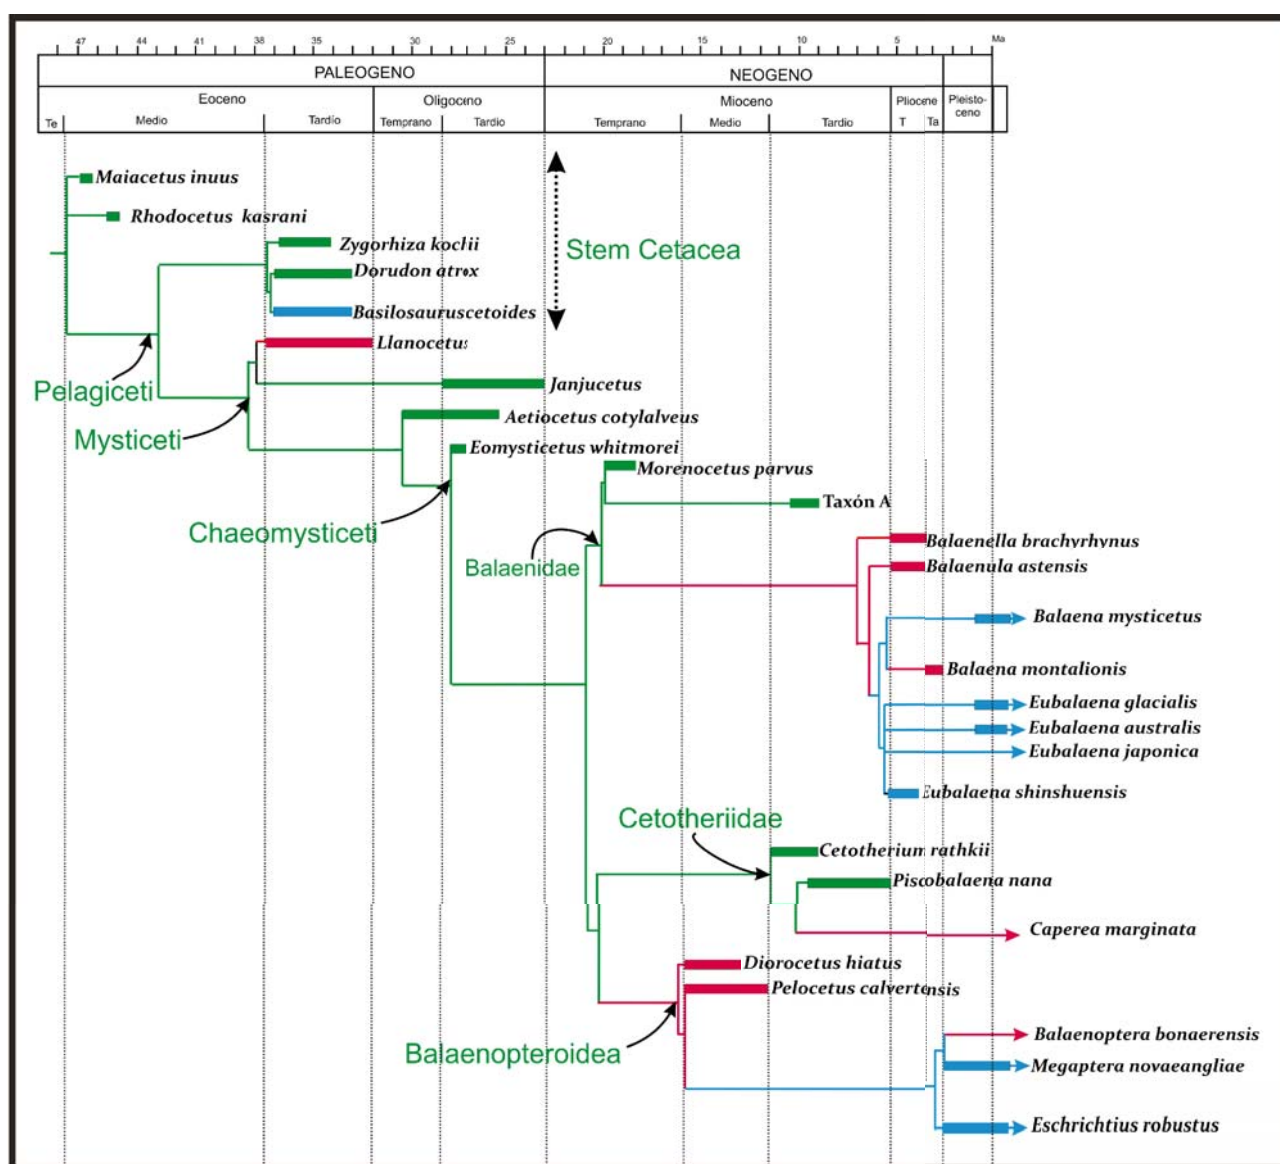 47 44 41 38 35 30 25 20 15 10 5 Ma
PALEOGENO NEOGENO
Eoceno Oligoceno Mioceno Pliocene Pleisto-
ceno
Te Medio Tardío Temprano Tardio Temprano Medio Tardio T Ta
Maiacetus inuus
Rhodocetus kasrani
Zygorhiza kochii
Stem Cetacea
Dorudon atrox
Basilosauruscetoides
Llanocetus
Pelagiceti
Janjucetus
Aetiocetus cotylalveus
Mysticeti
Eomysticetus whitmorei
Morenocetus parvus
Taxón A
Chaeomysticeti
Balaenella brachyrhynus
Balaenidae
Balaenula astensis
Balaena mysticetus
Balaena montalionis
Eubalaena glacialis
Eubalaena australis
Eubalaena japonica
Eubalaena shinshuensis
Cetotheriidae
Cetotherium rathkii
Piscobalaena nana
Caperea marginata
Diorocetus hiatus
Pelocetus calvertensis
Balaenoptera bonaerensis
Balaenopteroidea
Megaptera novaeangliae
Eschrichtius robustus